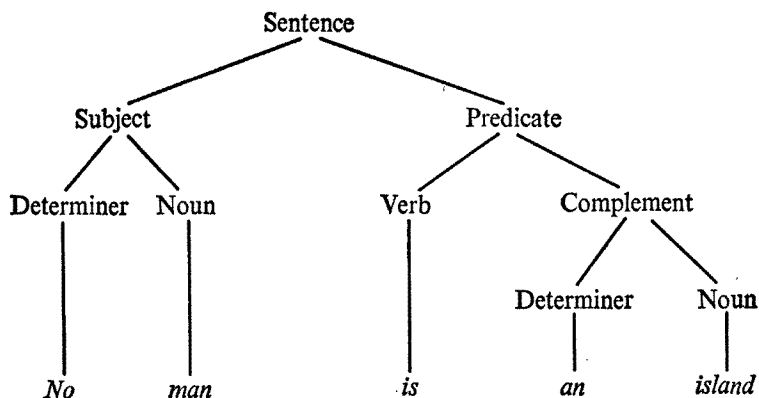 Sentence
Subject Predicate
Determiner Noun Verb Complement
Determiner Noun
No man is an island